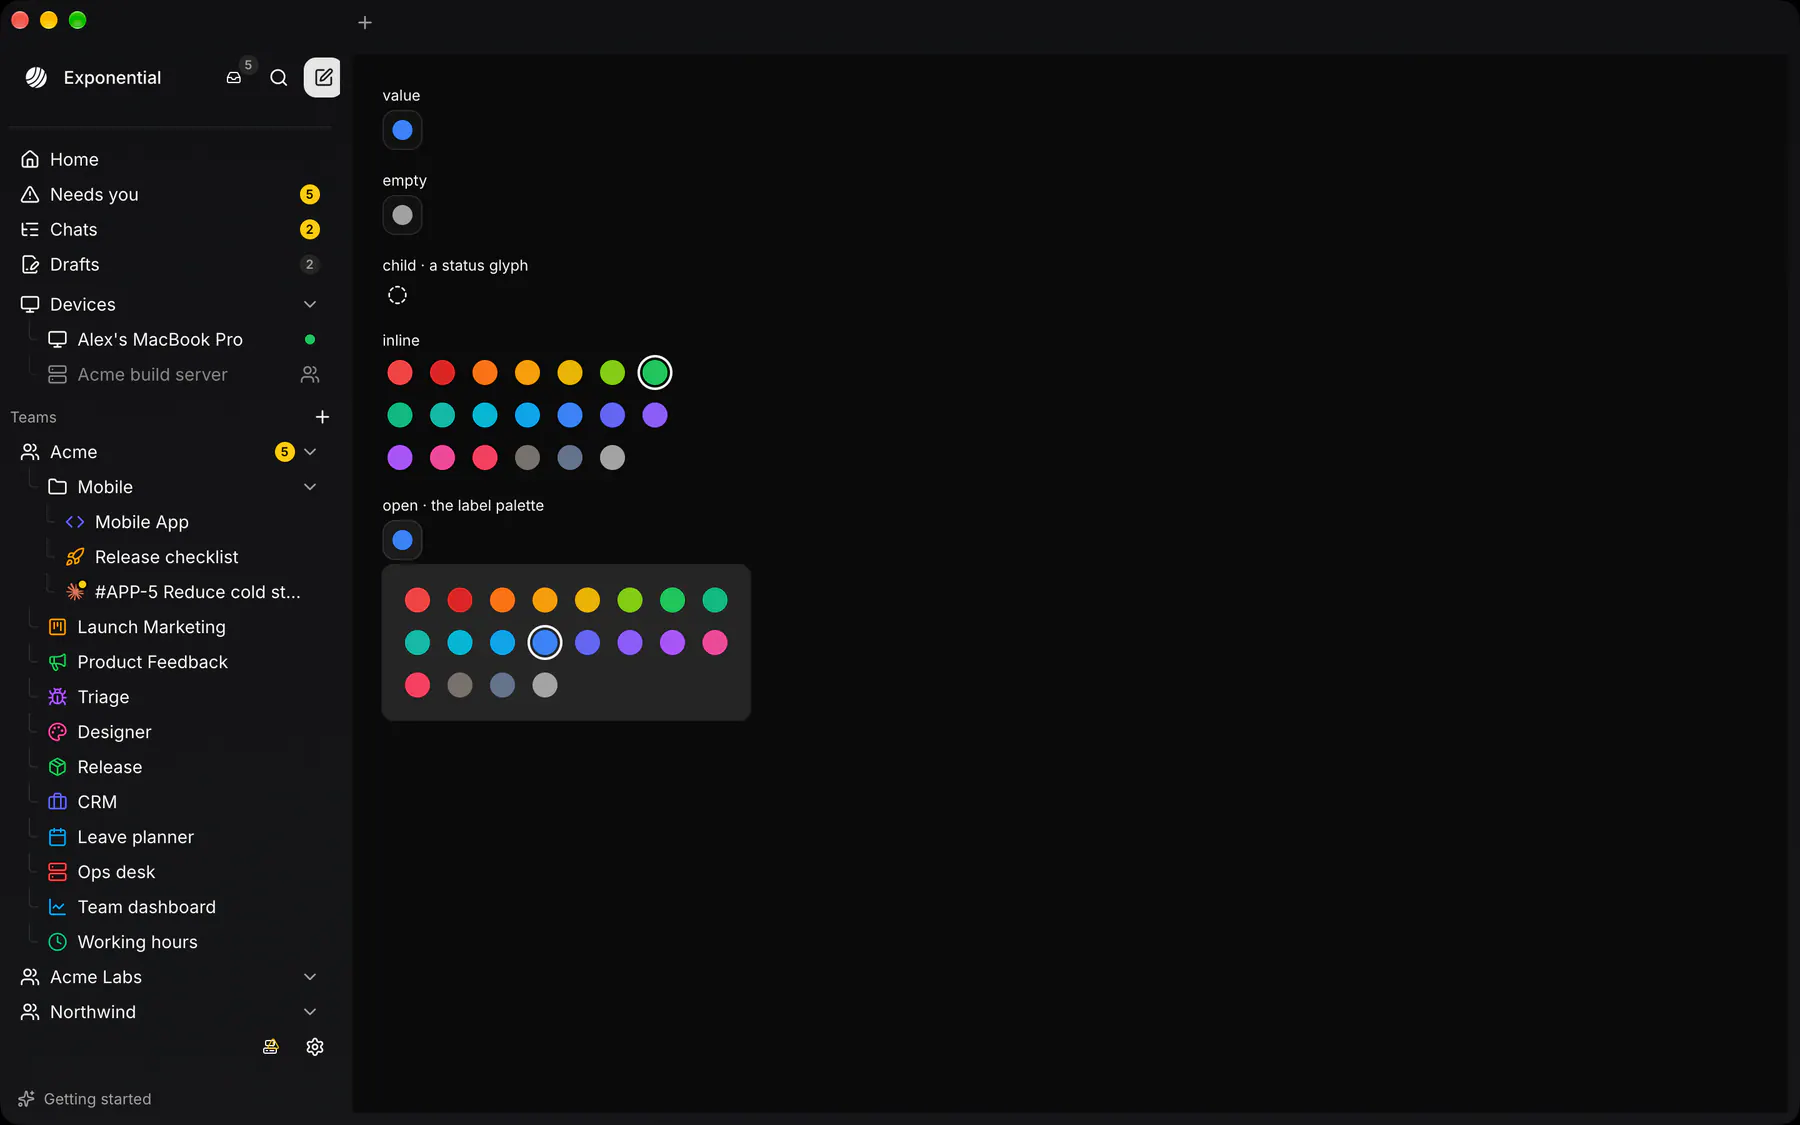 Exponential
5
Home
Needs you
5
Chats
2
Drafts
2
Devices
Alex's MacBook Pro
Acme build server
Teams
Acme
5
Mobile
Mobile App
Release checklist
#APP-5 Reduce cold st...
Launch Marketing
Product Feedback
Triage
Designer
Release
CRM
Leave planner
Ops desk
Team dashboard
Working hours
Acme Labs
Northwind
Getting started
value
empty
child · a status glyph
inline
open · the label palette